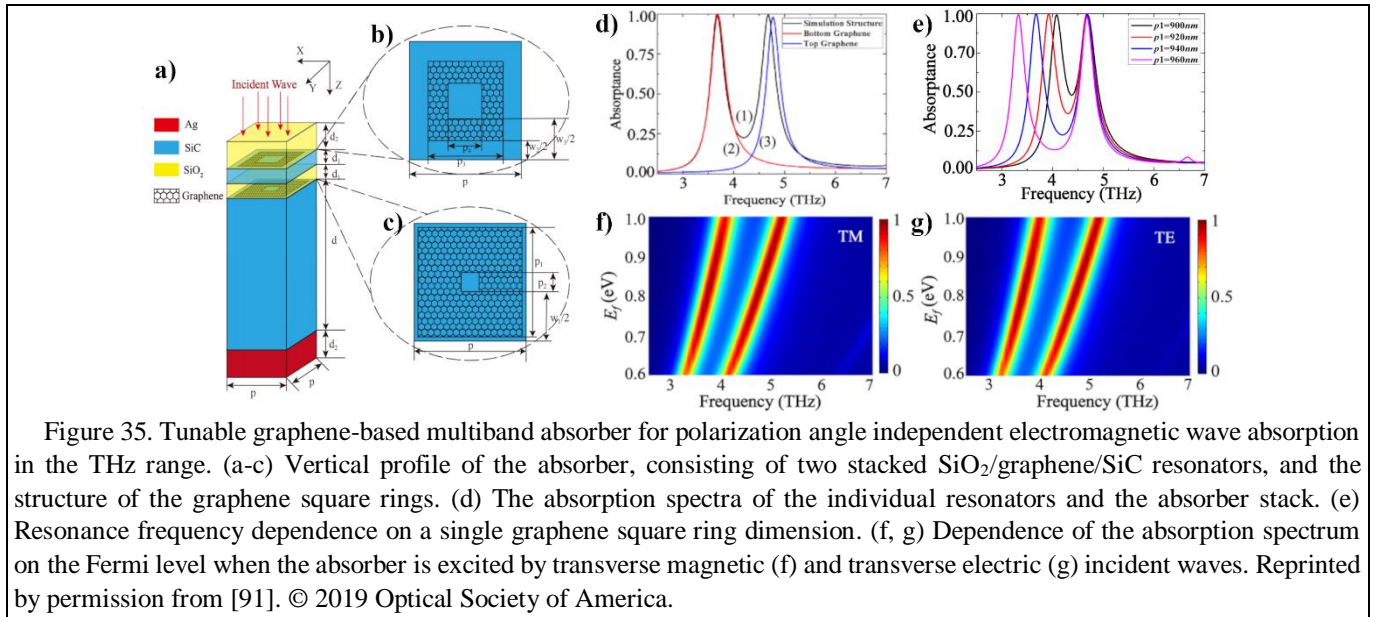 a)
X
Y
Z
Incident Wave
Ag
SiC
SiO₂
Graphene
d₂
d₁
d₁
d
d₂
p
p
b)
p₂
w₂/2
p₃
p
c)
p₁
p₂
p
d)
Absorptance
1.00
0.75
0.50
0.25
0.00
Simulation Structure
Bottom Graphene
Top Graphene
(1)
(2)
(3)
3 4 5 6 7
Frequency (THz)
e)
Absorptance
1.00
0.75
0.50
0.25
0.00
p1=900nm
p1=920nm
p1=940nm
p1=960nm
3 4 5 6 7
Frequency (THz)
f)
E_f (eV)
1.0
0.9
0.8
0.7
0.6
TM
3 4 5 6 7
Frequency (THz)
1
0.5
0
g)
E_f (eV)
1.0
0.9
0.8
0.7
0.6
TE
3 4 5 6 7
Frequency (THz)
1
0.5
0
Figure 35. Tunable graphene-based multiband absorber for polarization angle independent electromagnetic wave absorption
in the THz range. (a-c) Vertical profile of the absorber, consisting of two stacked SiO₂/graphene/SiC resonators, and the
structure of the graphene square rings. (d) The absorption spectra of the individual resonators and the absorber stack. (e)
Resonance frequency dependence on a single graphene square ring dimension. (f, g) Dependence of the absorption spectrum
on the Fermi level when the absorber is excited by transverse magnetic (f) and transverse electric (g) incident waves. Reprinted
by permission from [91]. © 2019 Optical Society of America.